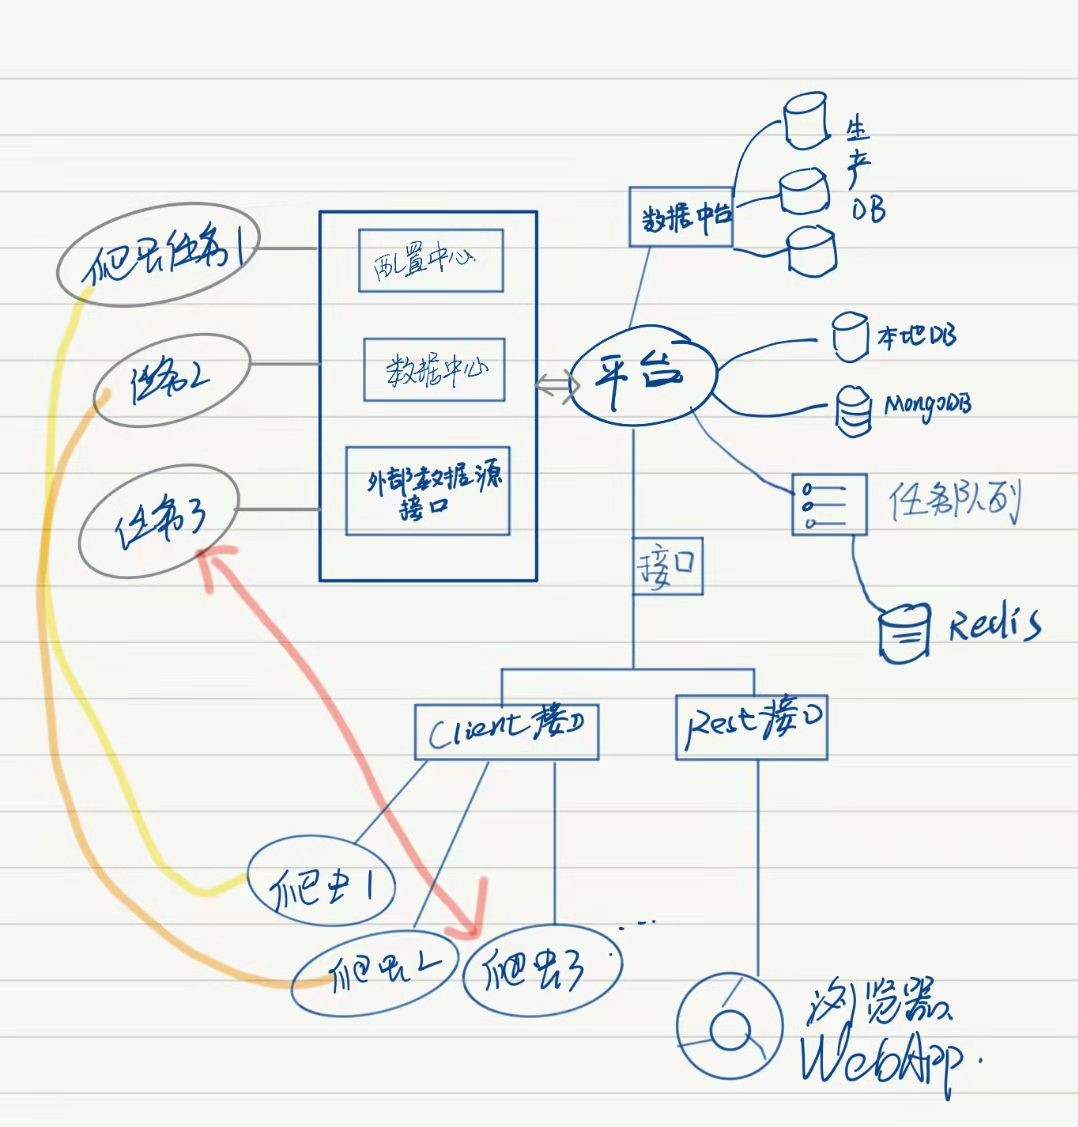 生
产
DB
数据中台
爬虫任务1
配置中心
本地DB
任务2
数据中心
平台
MongoDB
外部数据源
接口
任务队列
任务3
接口
Redis
Client接口
Rest接口
爬虫1
....
爬虫2
爬虫3
浏览器
WebApp.